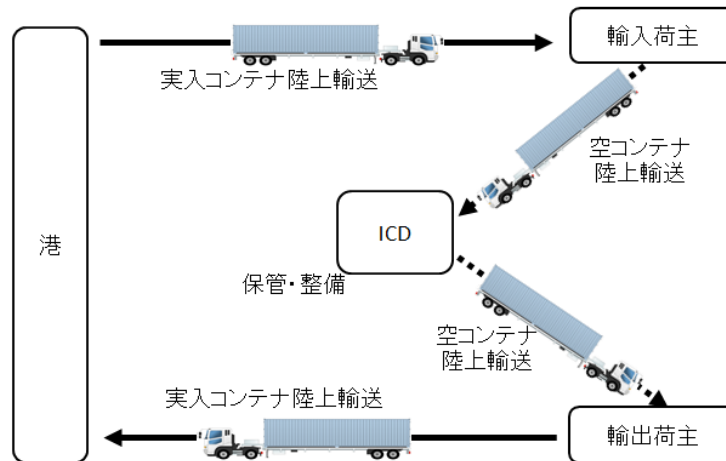 輸入荷主
実入コンテナ陸上輸送
空コンテナ
陸上輸送
ICD
港
保管・整備
空コンテナ
陸上輸送
実入コンテナ陸上輸送
輸出荷主